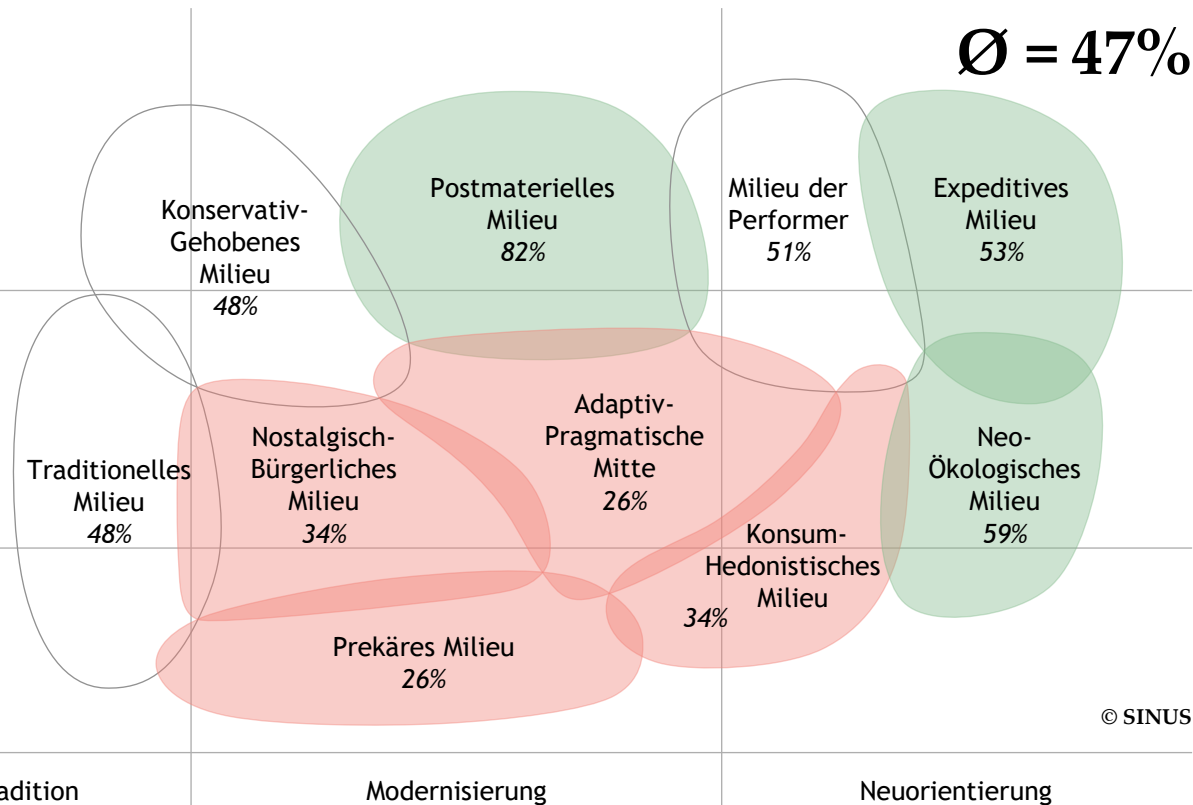 Ø = 47%
Konservativ-
Gehobenes
Milieu
48%
Postmaterielles
Milieu
82%
Milieu der
Performer
51%
Expeditives
Milieu
53%
Traditionelles
Milieu
48%
Nostalgisch-
Bürgerliches
Milieu
34%
Adaptiv-
Pragmatische
Mitte
26%
Konsum-
Hedonistisches
Milieu
34%
Neo-
Ökologisches
Milieu
59%
Prekäres Milieu
26%
© SINUS
adition
Modernisierung
Neuorientierung